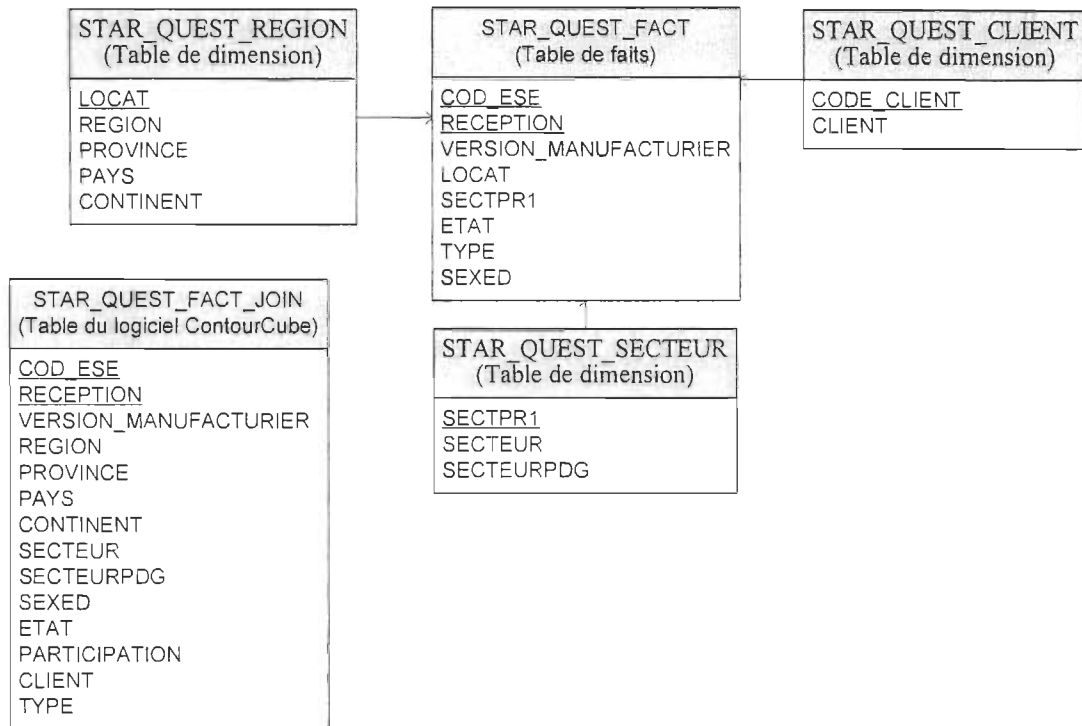 STAR_QUEST_REGION
(Table de dimension)
LOCAT
REGION
PROVINCE
PAYS
CONTINENT
STAR_QUEST_FACT
(Table de faits)
COD_ESE
RECEPTION
VERSION_MANUFACTURIER
LOCAT
SECTPR1
ETAT
TYPE
SEXED
STAR_QUEST_CLIENT
(Table de dimension)
CODE_CLIENT
CLIENT
STAR_QUEST_FACT_JOIN
(Table du logiciel ContourCube)
COD_ESE
RECEPTION
VERSION_MANUFACTURIER
REGION
PROVINCE
PAYS
CONTINENT
SECTEUR
SECTEURPDG
SEXED
ETAT
PARTICIPATION
CLIENT
TYPE
STAR_QUEST_SECTEUR
(Table de dimension)
SECTPR1
SECTEUR
SECTEURPDG